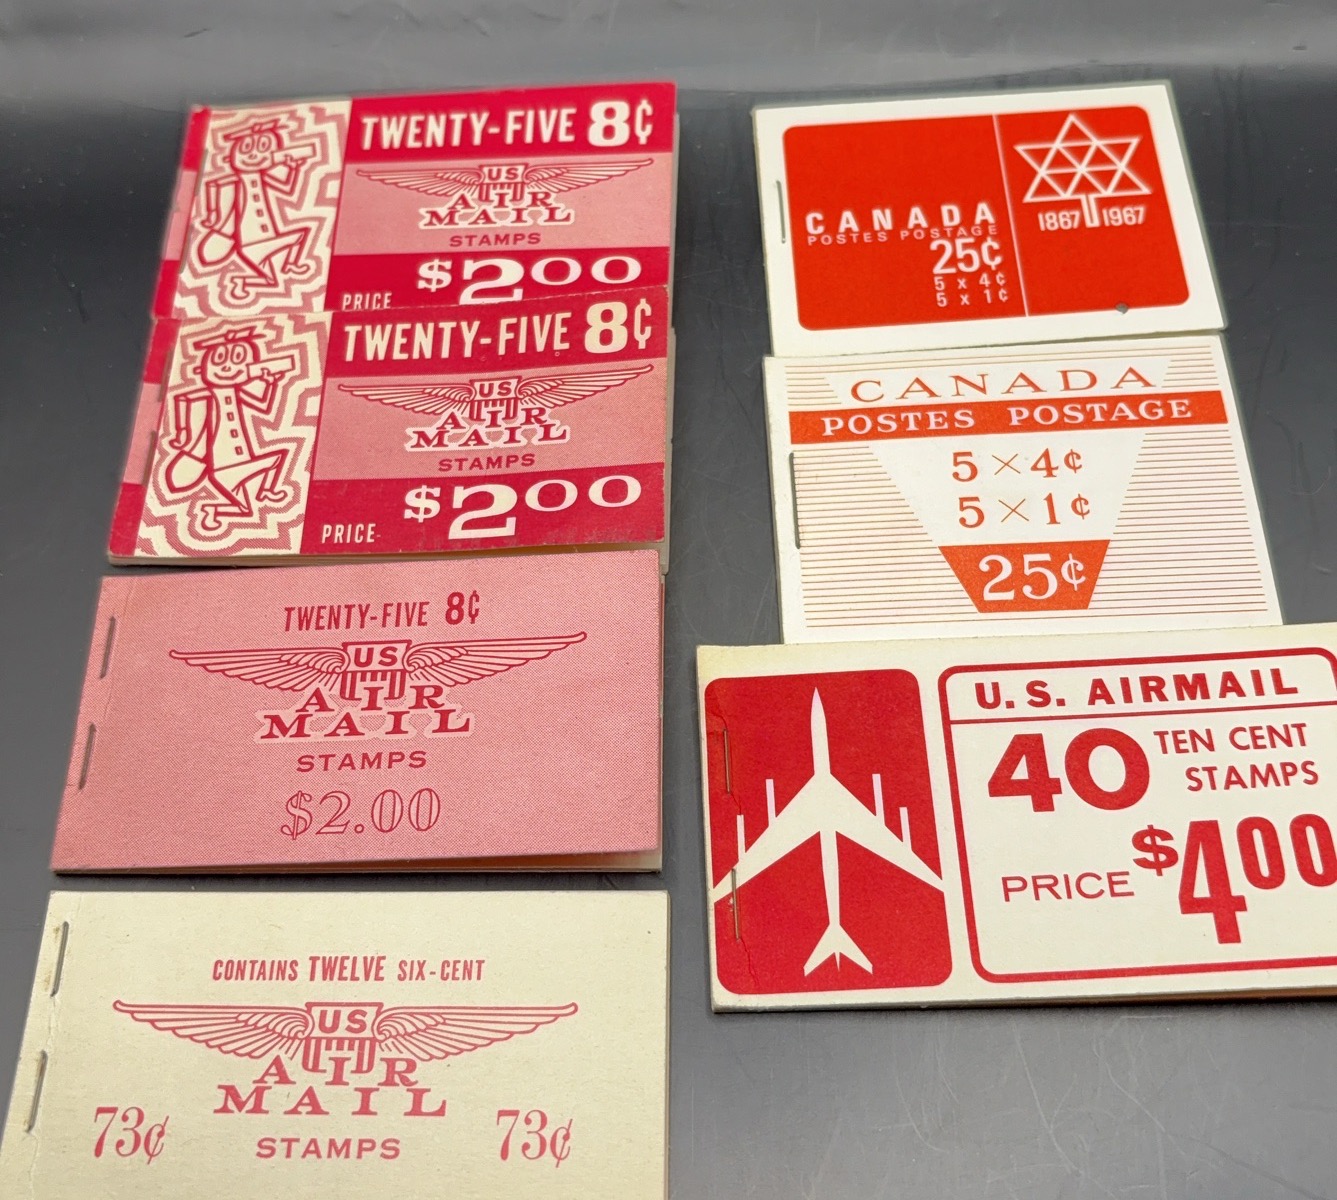 TWENTY-FIVE 8¢
US
AIR
MAIL
STAMPS
PRICE $2.00
TWENTY-FIVE 8¢
US
AIR
MAIL
STAMPS
PRICE $2.00
TWENTY-FIVE 8¢
US
AIR
MAIL
STAMPS
$2.00
CONTAINS TWELVE SIX-CENT
US
AIR
MAIL
73¢ STAMPS 73¢
CANADA
POSTES POSTAGE
25¢
5 x 4¢
5 x 1¢
1867 1967
CANADA
POSTES POSTAGE
5 × 4¢
5 × 1¢
25¢
U.S. AIRMAIL
40 TEN CENT
STAMPS
PRICE $4.00